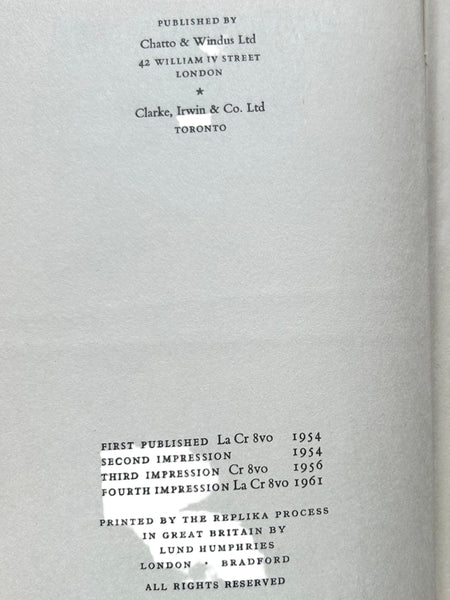 PUBLISHED BY
Chatto & Windus Ltd
42 WILLIAM IV STREET
LONDON
★
Clarke, Irwin & Co. Ltd
TORONTO
FIRST PUBLISHED La Cr 8vo 1954
SECOND IMPRESSION 1954
THIRD IMPRESSION Cr 8vo 1956
FOURTH IMPRESSION La Cr 8vo 1961
PRINTED BY THE REPLIKA PROCESS
IN GREAT BRITAIN BY
LUND HUMPHRIES
LONDON · BRADFORD
ALL RIGHTS RESERVED